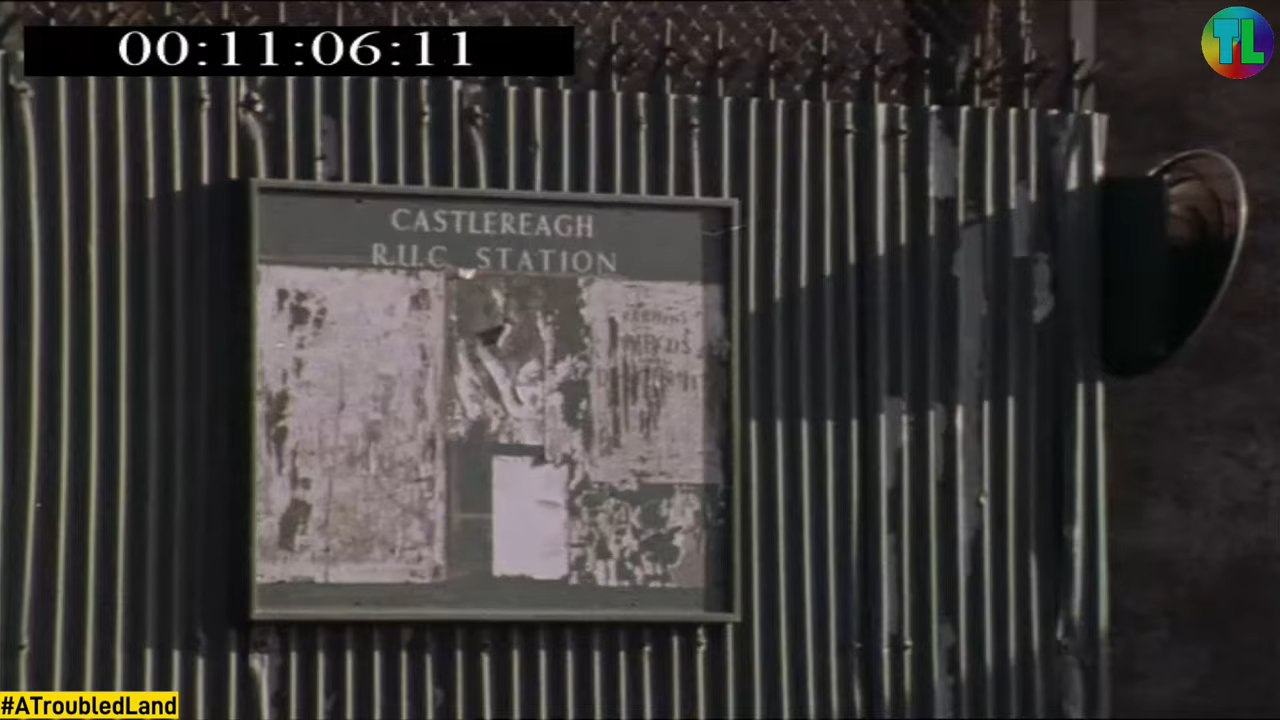 00:11:06:11
TL
CASTLEREAGH
R.U.C STATION
#ATroubledLand